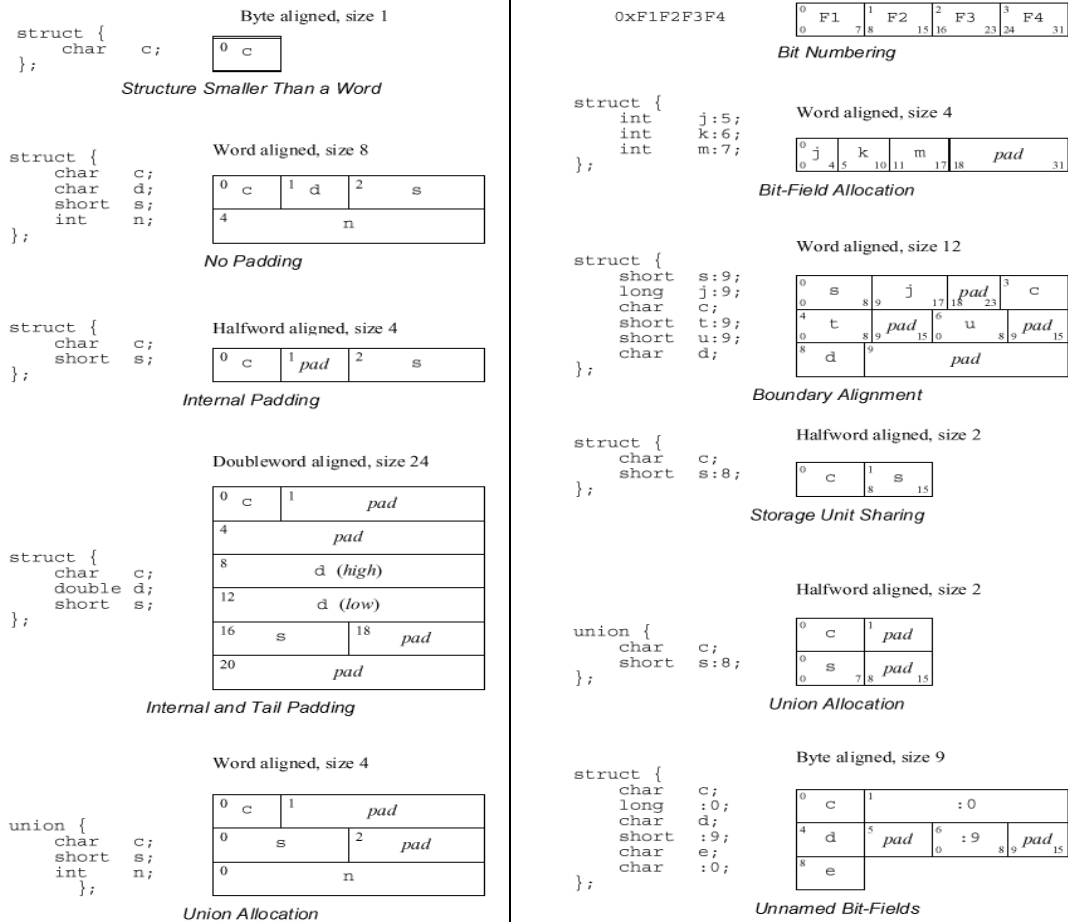 Byte aligned, size 1
struct {
char c;
};
0 c
Structure Smaller Than a Word
Word aligned, size 8
struct {
char c;
char d;
short s;
int n;
};
0 c 1 d 2 s
4 n
No Padding
Halfword aligned, size 4
struct {
char c;
short s;
};
0 c 1 pad 2 s
Internal Padding
Doubleword aligned, size 24
struct {
char c;
double d;
short s;
};
0 c 1 pad
4 pad
8 d (high)
12 d (low)
16 s 18 pad
20 pad
Internal and Tail Padding
Word aligned, size 4
union {
char c;
short s;
int n;
};
0 c 1 pad
0 s 2 pad
0 n
Union Allocation
0xF1F2F3F4
0 1 2 3
F1 F2 F3 F4
0 7 8 15 16 23 24 31
Bit Numbering
Word aligned, size 4
struct {
int j:5;
int k:6;
int m:7;
};
0 j k m pad
0 4 5 10 11 17 18 31
Bit-Field Allocation
Word aligned, size 12
struct {
short s:9;
long j:9;
char c;
short t:9;
short u:9;
char d;
};
0 s j pad 3 c
0 8 9 17 18 23
4 t pad 6 u pad
0 8 9 15 0 8 9 15
8 d 9 pad
Boundary Alignment
Halfword aligned, size 2
struct {
char c;
short s:8;
};
0 c 1 s
8 15
Storage Unit Sharing
Halfword aligned, size 2
union {
char c;
short s:8;
};
0 c 1 pad
0 s pad
0 7 8 15
Union Allocation
Byte aligned, size 9
struct {
char c;
long :0;
char d;
short :9;
char e;
char :0;
};
0 c 1 :0
4 d 5 pad 6 :9 pad
0 8 9 15
8 e
Unnamed Bit-Fields